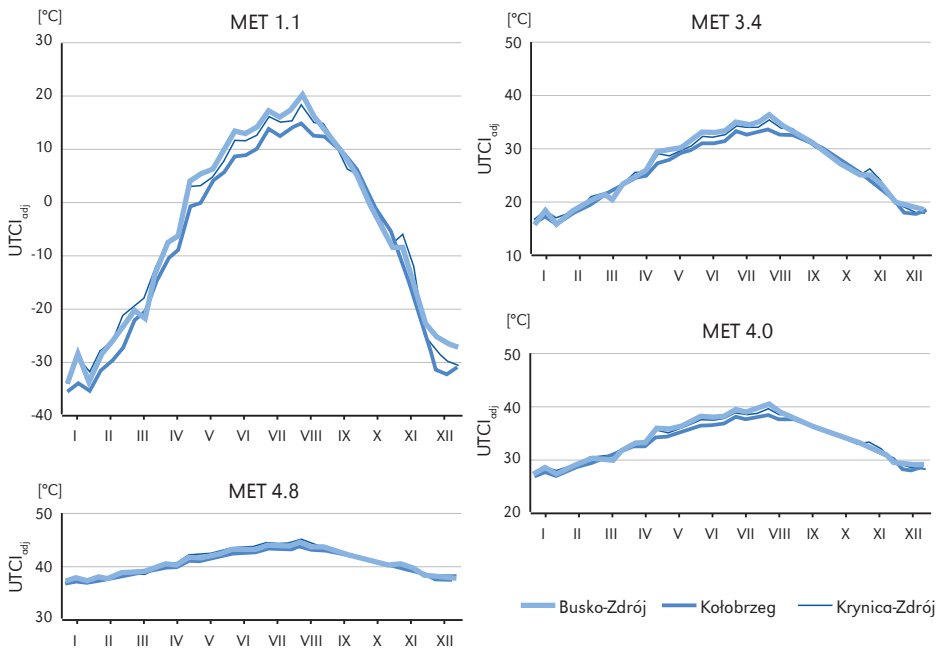 [°C]
MET 1.1
30
20
10
0
-10
-20
-30
-40
UTCIadj
I II III IV V VI VII VIII IX X XI XII
[°C]
MET 3.4
50
40
30
20
10
UTCIadj
I II III IV V VI VII VIII IX X XI XII
[°C]
MET 4.0
50
40
30
20
UTCIadj
I II III IV V VI VII VIII IX X XI XII
[°C]
MET 4.8
50
40
30
UTCIadj
I II III IV V VI VII VIII IX X XI XII
Busko-Zdrój Kołobrzeg Krynica-Zdrój